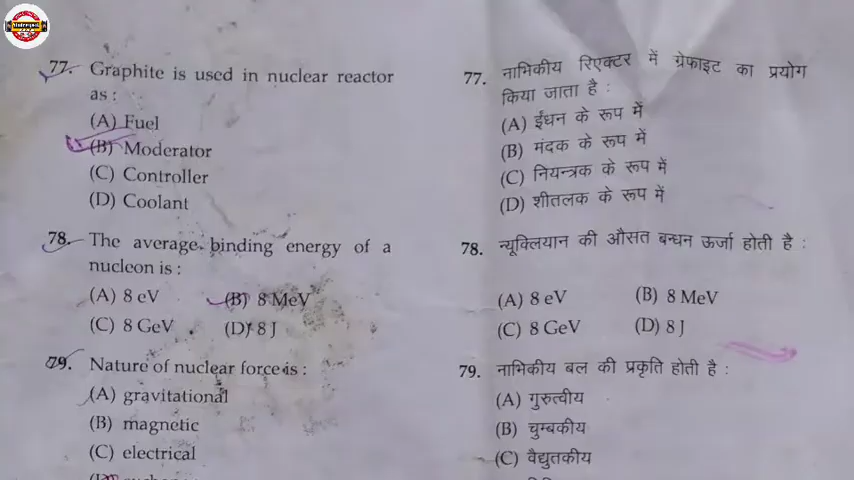 77. Graphite is used in nuclear reactor
as :
(A) Fuel
(B) Moderator
(C) Controller
(D) Coolant
78. The average binding energy of a
nucleon is :
(A) 8 eV (B) 8 MeV
(C) 8 GeV (D) 8 J
79. Nature of nuclear force is :
(A) gravitational
(B) magnetic
(C) electrical
77. नाभिकीय रिएक्टर में ग्रेफाइट का प्रयोग
किया जाता है :
(A) ईंधन के रूप में
(B) मंदक के रूप में
(C) नियन्त्रक के रूप में
(D) शीतलक के रूप में
78. न्यूक्लियान की औसत बन्धन ऊर्जा होती है :
(A) 8 eV (B) 8 MeV
(C) 8 GeV (D) 8 J
79. नाभिकीय बल की प्रकृति होती है :
(A) गुरुत्वीय
(B) चुम्बकीय
(C) वैद्युतकीय